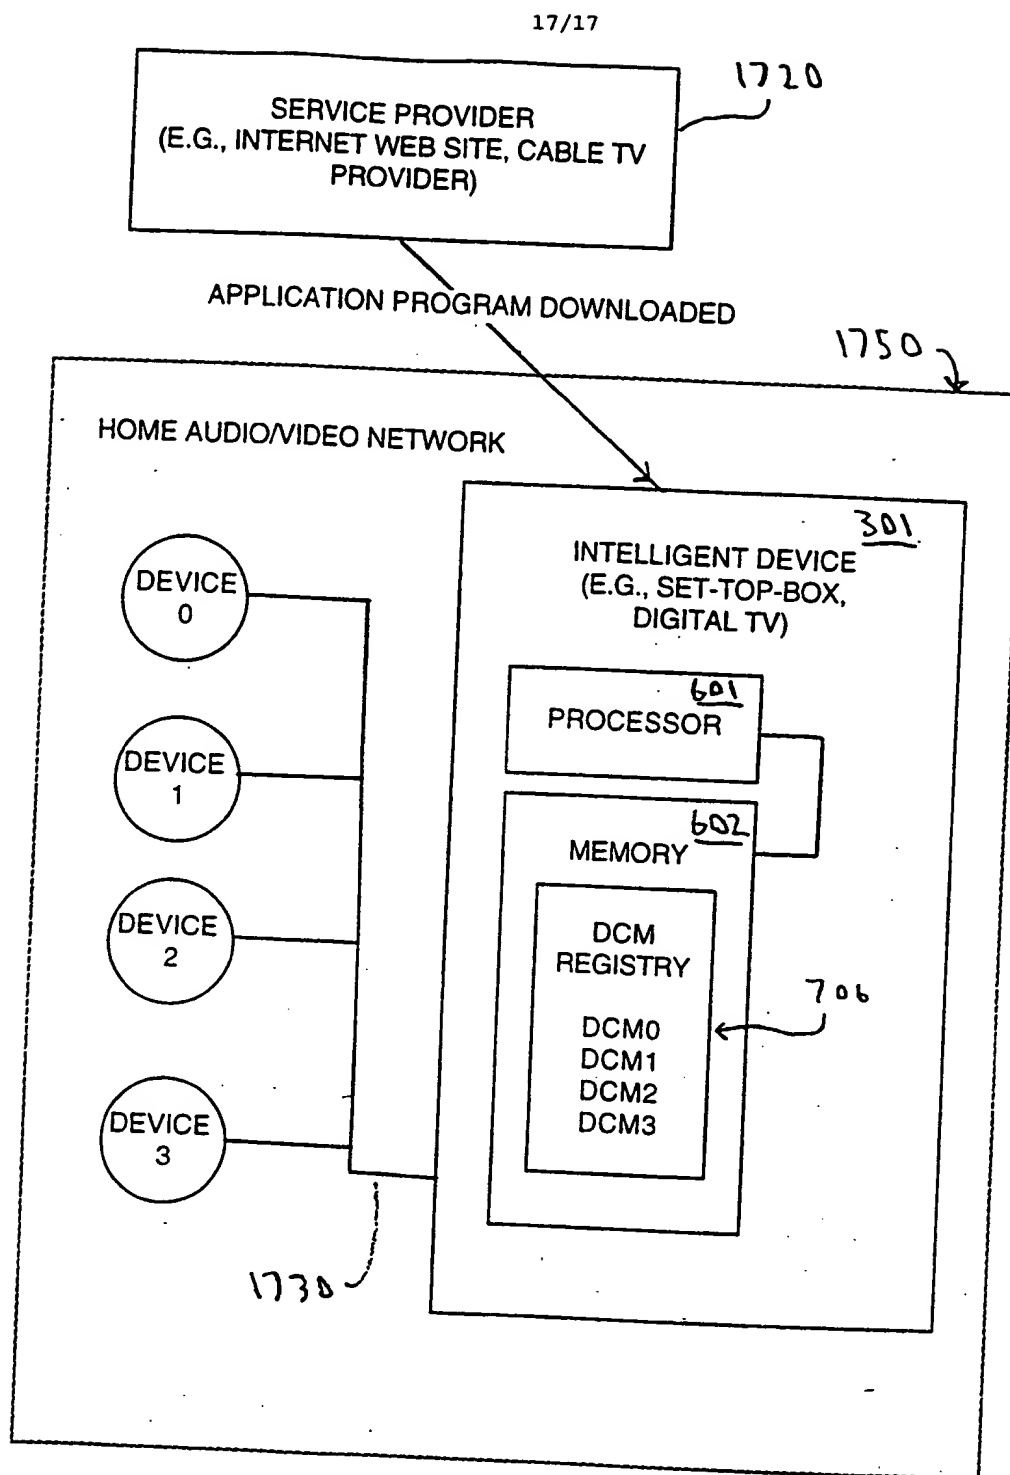 17/17
1720
SERVICE PROVIDER
(E.G., INTERNET WEB SITE, CABLE TV
PROVIDER)
APPLICATION PROGRAM DOWNLOADED
1750
HOME AUDIO/VIDEO NETWORK
301
INTELLIGENT DEVICE
(E.G., SET-TOP-BOX,
DIGITAL TV)
DEVICE
0
601
PROCESSOR
DEVICE
1
602
MEMORY
DEVICE
2
DCM
REGISTRY
706
DCM0
DCM1
DCM2
DCM3
DEVICE
3
1730